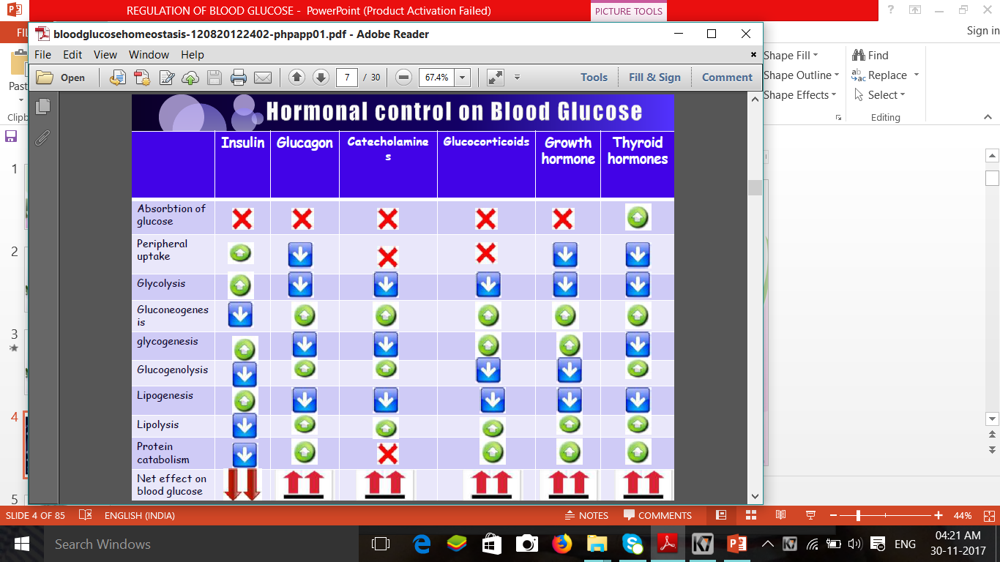 REGULATION OF BLOOD GLUCOSE - PowerPoint (Product Activation Failed)
PICTURE TOOLS
Sign in
bloodglucosehomeostasis-120820122402-phpapp01.pdf - Adobe Reader
File Edit View Window Help
Open
7 / 30
67.4%
Tools Fill & Sign Comment
Shape Fill
Shape Outline
Shape Effects
Find
Replace
Select
Editing
Hormonal control on Blood Glucose
Insulin Glucagon Catecholamine Glucocorticoids Growth Thyroid
s hormone hormones
Absorbtion of
glucose
Peripheral
uptake
Glycolysis
Gluconeogenes
is
glycogenesis
Glucogenolysis
Lipogenesis
Lipolysis
Protein
catabolism
Net effect on
blood glucose
1
2
3
4
5
SLIDE 4 OF 85 ENGLISH (INDIA) NOTES COMMENTS 44%
Search Windows
ENG
04:21 AM
30-11-2017